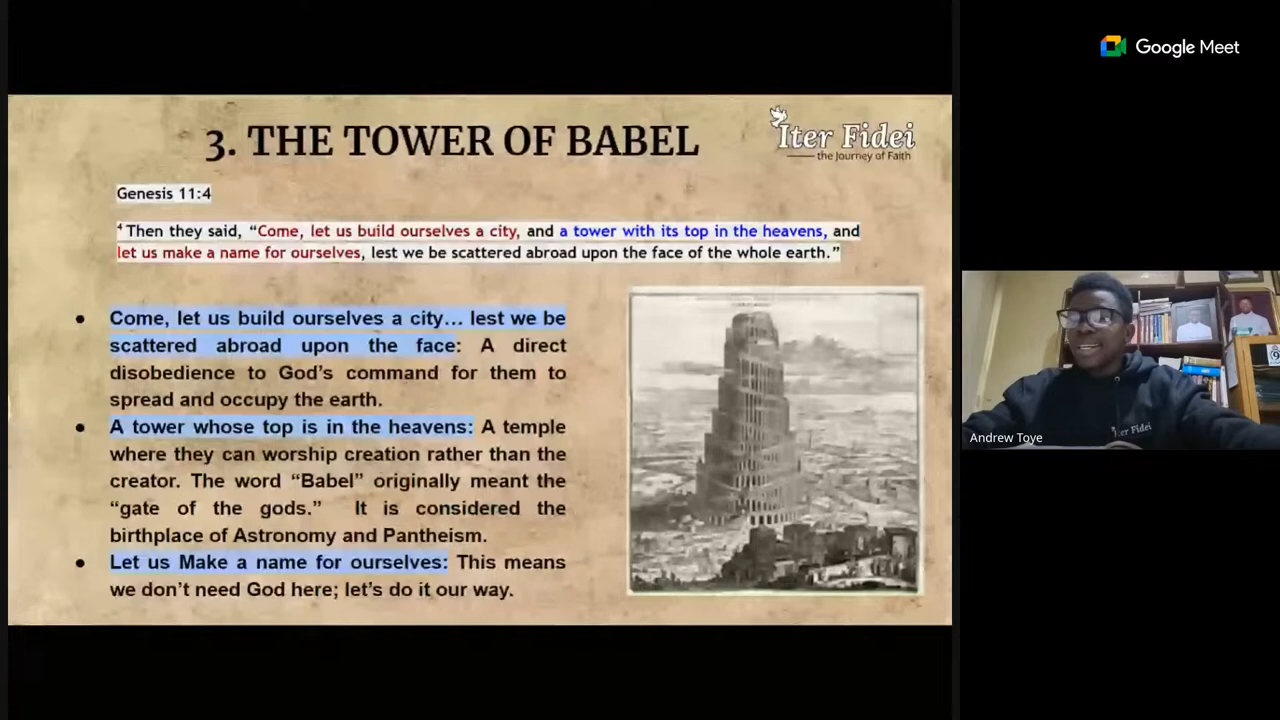 Google Meet
3. THE TOWER OF BABEL
Iter Fidei
the Journey of Faith
Genesis 11:4
4 Then they said, “Come, let us build ourselves a city, and a tower with its top in the heavens, and
let us make a name for ourselves, lest we be scattered abroad upon the face of the whole earth.”
● Come, let us build ourselves a city… lest we be
scattered abroad upon the face: A direct
disobedience to God’s command for them to
spread and occupy the earth.
● A tower whose top is in the heavens: A temple
where they can worship creation rather than the
creator. The word “Babel” originally meant the
“gate of the gods.” It is considered the
birthplace of Astronomy and Pantheism.
● Let us Make a name for ourselves: This means
we don’t need God here; let’s do it our way.
Iter Fidei
Andrew Toye